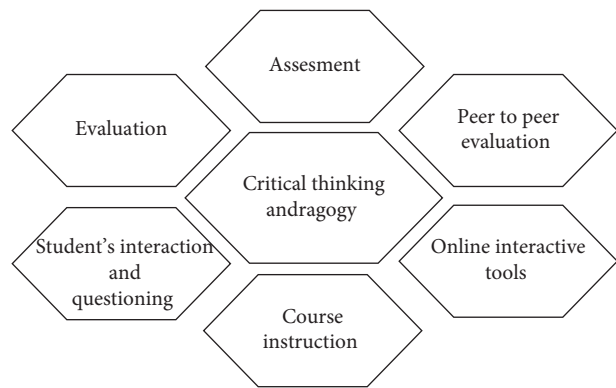 Assesment
Evaluation
Peer to peer
evaluation
Critical thinking
andragogy
Student's interaction
and
questioning
Online interactive
tools
Course
instruction